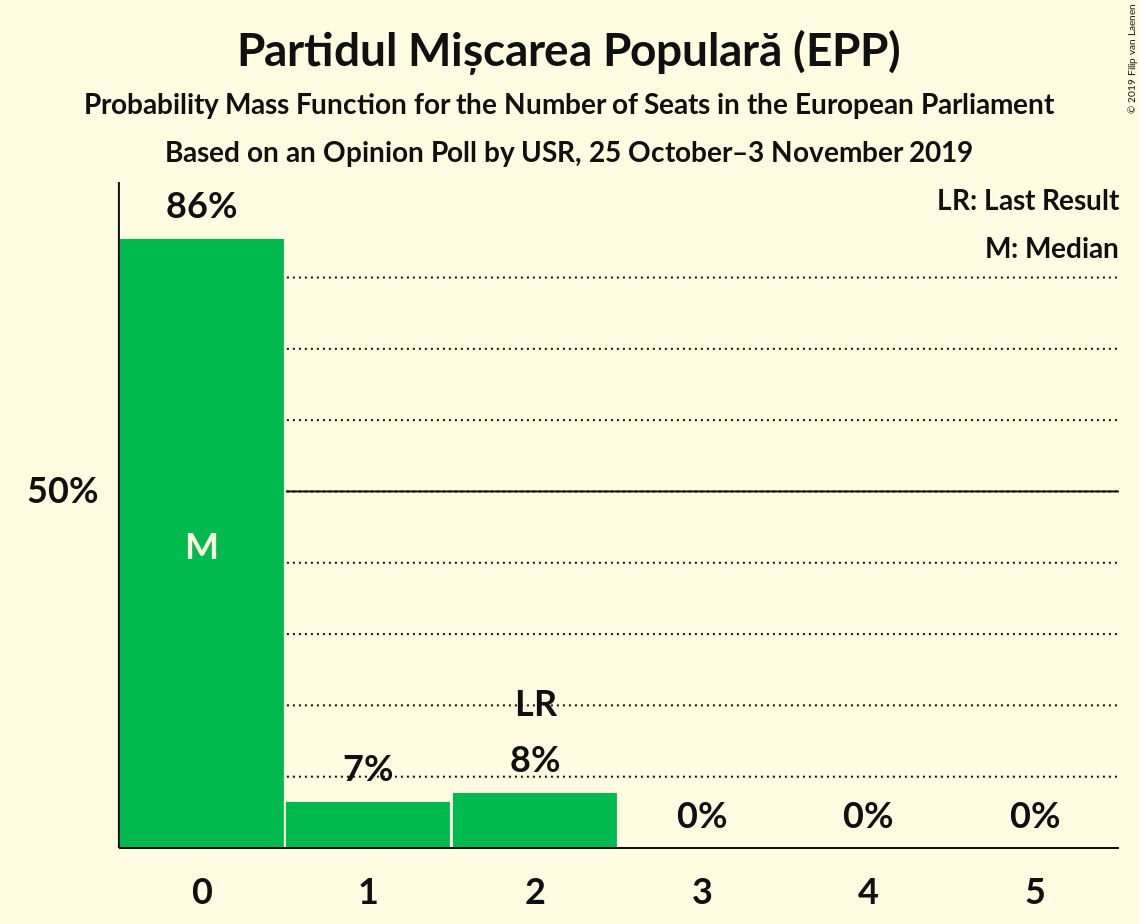 Partidul Mișcarea Populară (EPP)
Probability Mass Function for the Number of Seats in the European Parliament
Based on an Opinion Poll by USR, 25 October–3 November 2019
© 2019 Filip van Laenen
LR: Last Result
M: Median
86%
50%
M
LR
7%
8%
0%
0%
0%
0
1
2
3
4
5